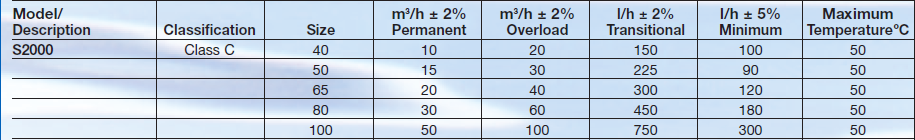 Model/ m³/h ± 2% m³/h ± 2% l/h ± 2% l/h ± 5% Maximum
Description Classification Size Permanent Overload Transitional Minimum Temperature°C
S2000 Class C 40 10 20 150 100 50
50 15 30 225 90 50
65 20 40 300 120 50
80 30 60 450 180 50
100 50 100 750 300 50